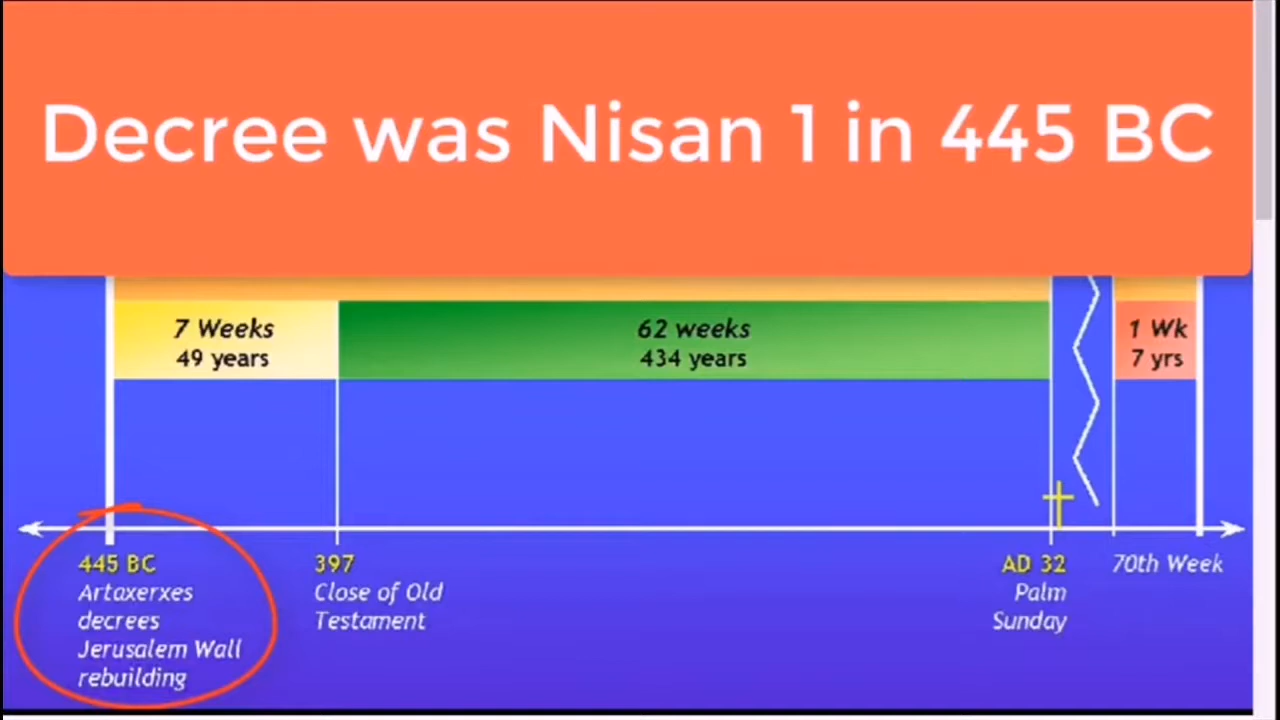 Decree was Nisan 1 in 445 BC
7 Weeks
49 years
62 weeks
434 years
1 Wk
7 yrs
445 BC
Artaxerxes
decrees
Jerusalem Wall
rebuilding
397
Close of Old
Testament
AD 32
Palm
Sunday
70th Week